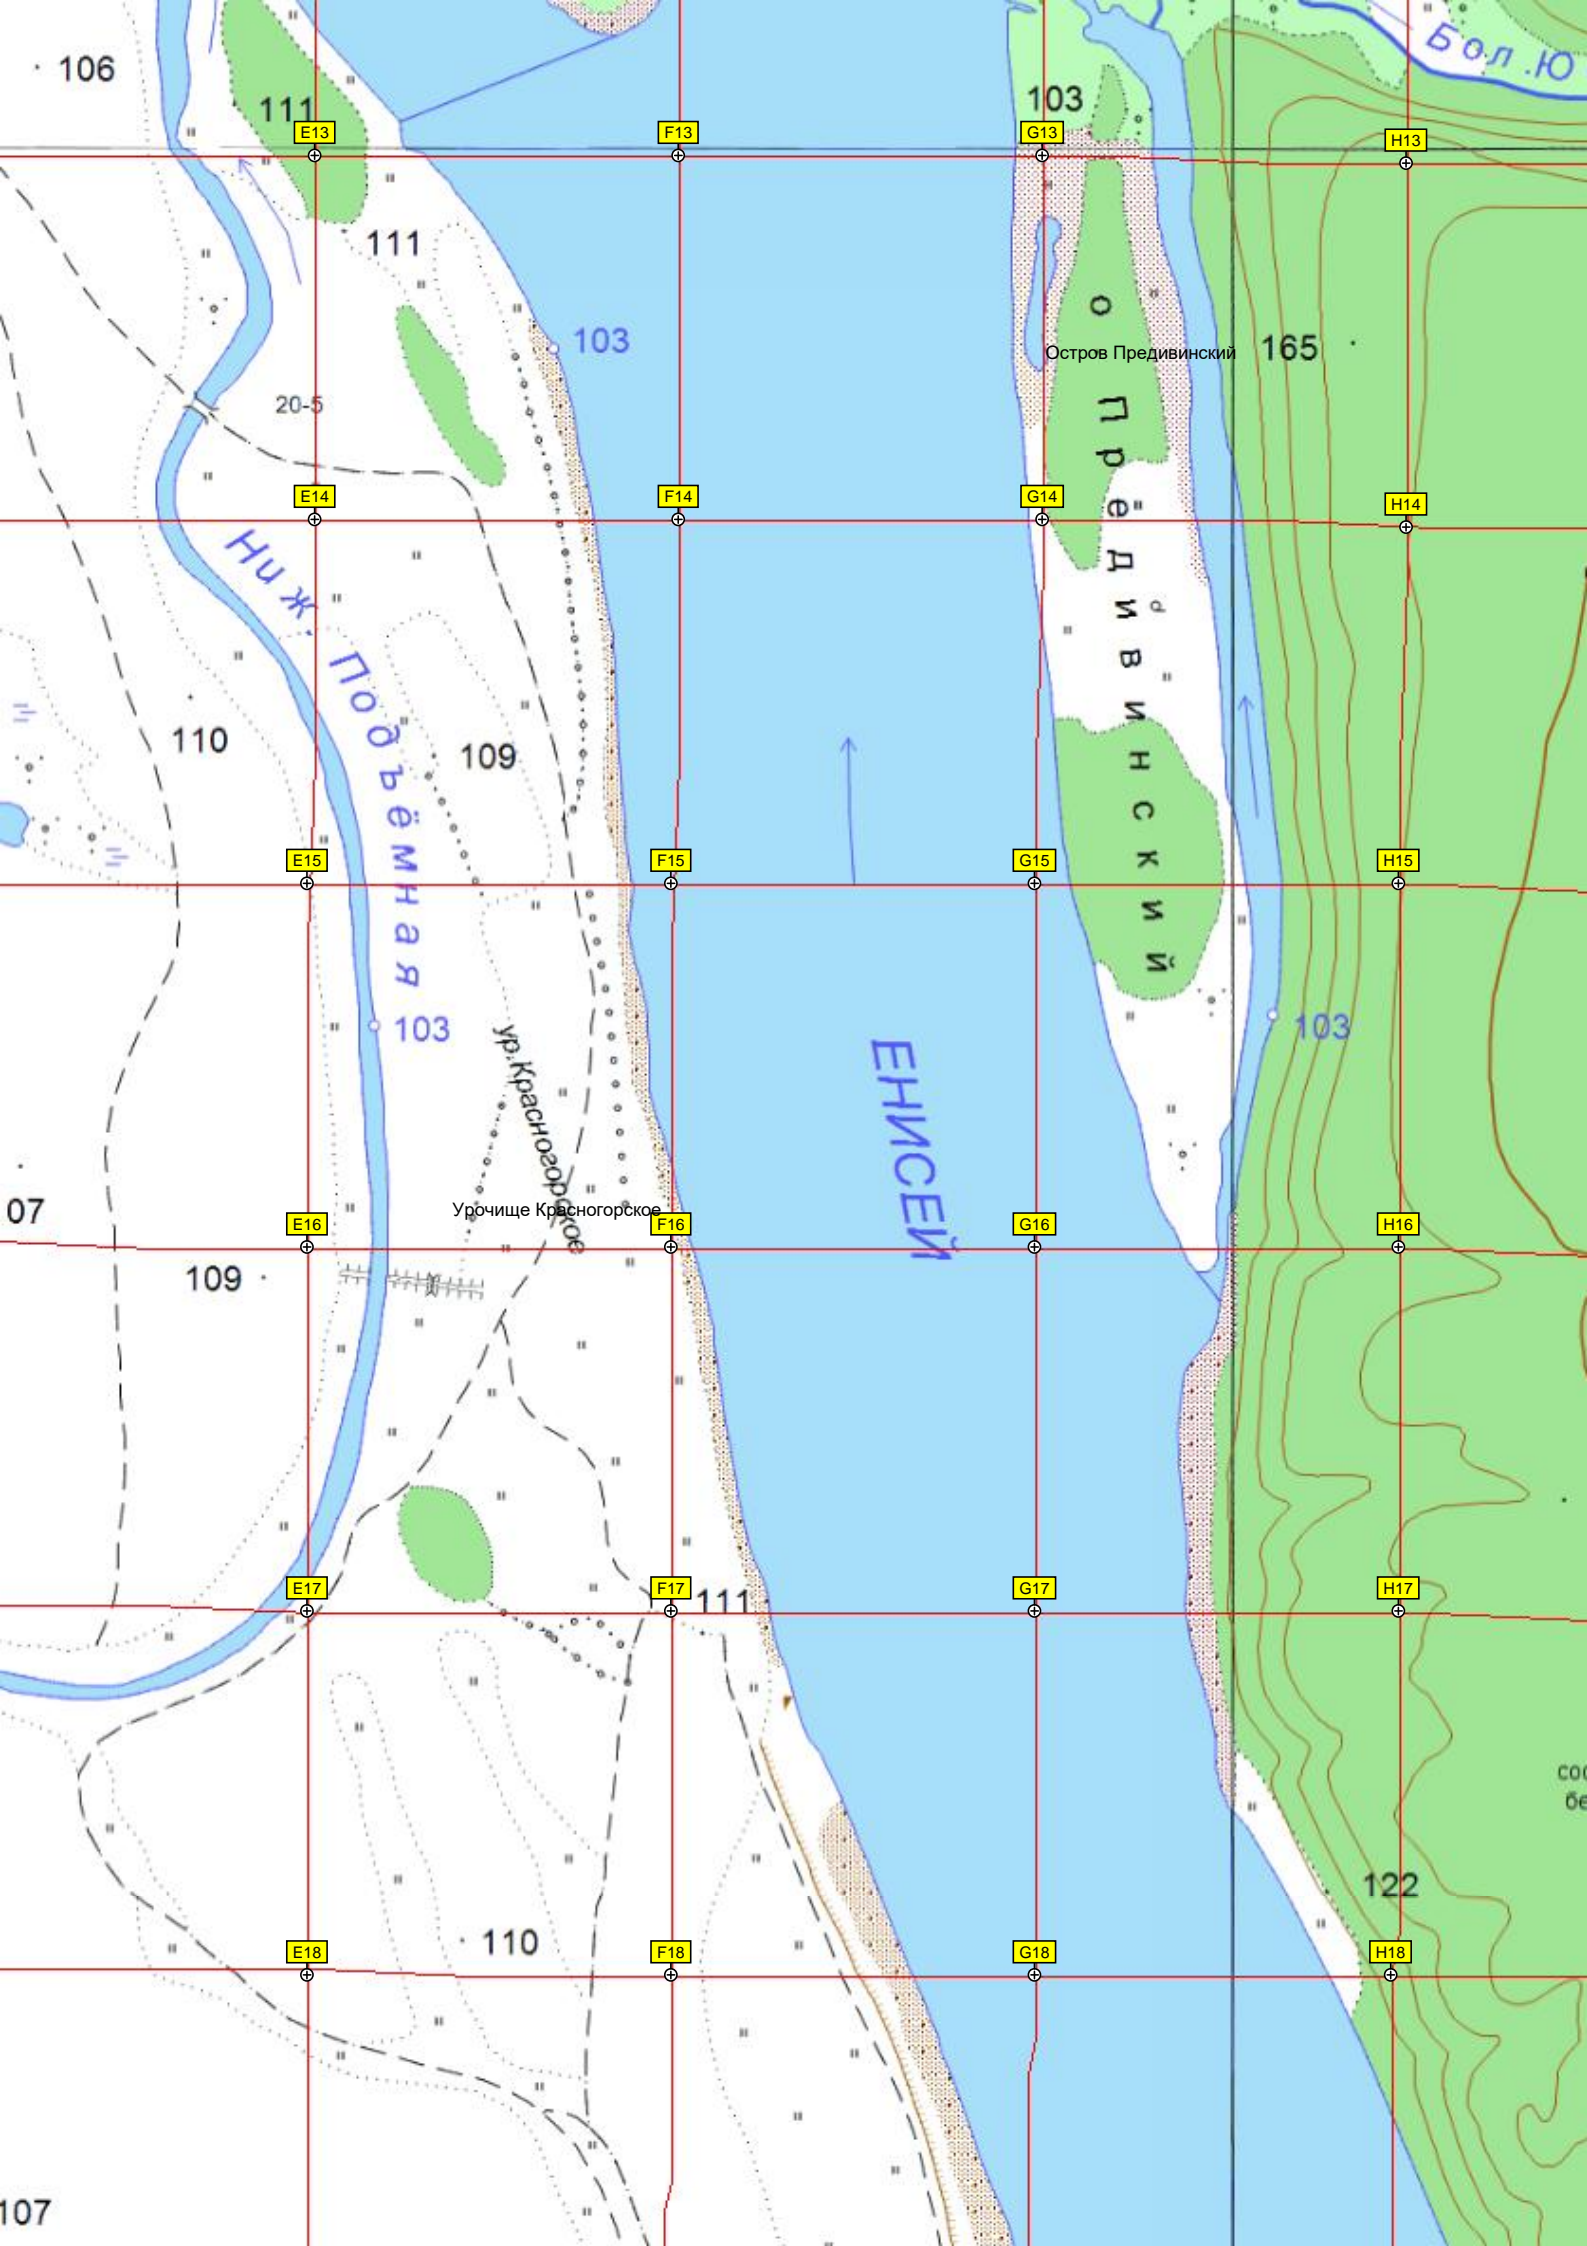 Бол.Ю
106
111
103
E13
F13
G13
H13
111
103
о Предивинский
Остров Предивинский
165
20-5
E14
F14
G14
H14
Ниж. Подъёмная
110
109
E15
F15
G15
H15
103
103
ур.Красногорское
ЕНИСЕЙ
07
Урочище Красногорское
E16
F16
G16
H16
109
E17
F17
111
G17
H17
сос
бе
122
110
E18
F18
G18
H18
107